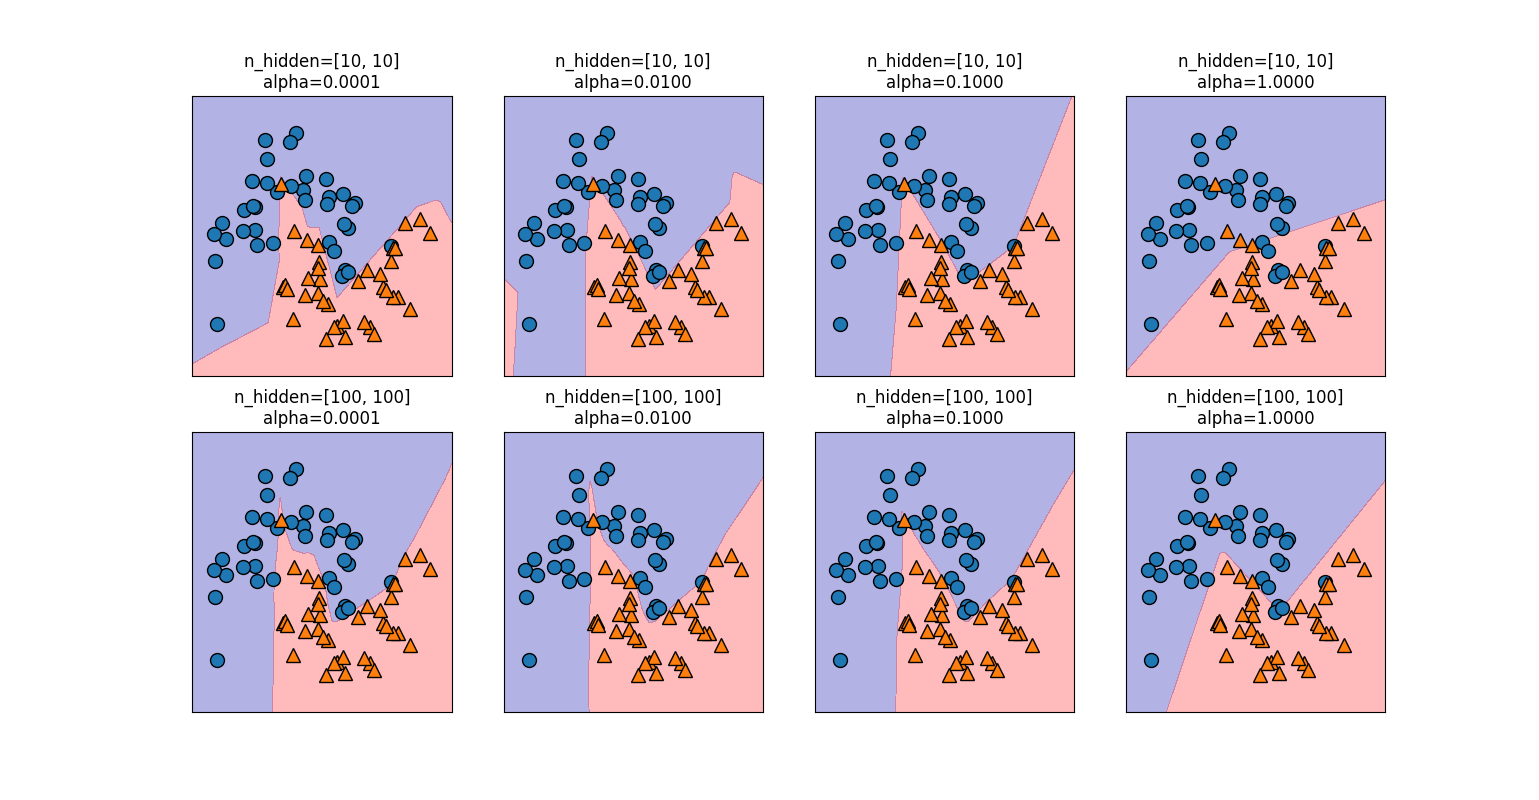 n_hidden=[10, 10]
alpha=0.0001
n_hidden=[10, 10]
alpha=0.0100
n_hidden=[10, 10]
alpha=0.1000
n_hidden=[10, 10]
alpha=1.0000
n_hidden=[100, 100]
alpha=0.0001
n_hidden=[100, 100]
alpha=0.0100
n_hidden=[100, 100]
alpha=0.1000
n_hidden=[100, 100]
alpha=1.0000